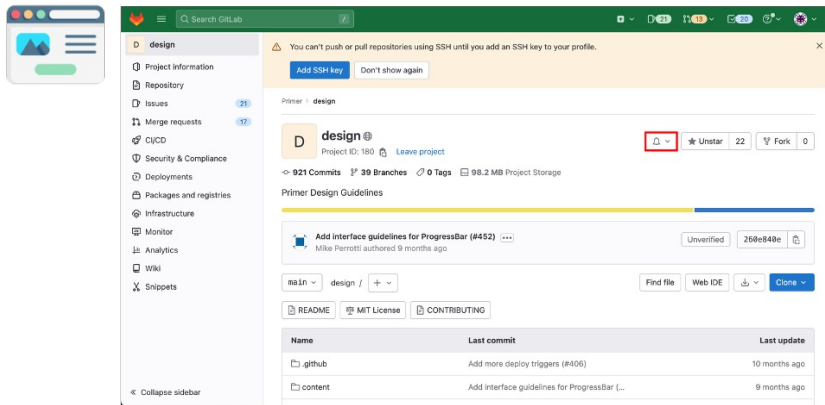 Search GitLab /
21 13 20
D design
Project information
Repository
Issues 21
Merge requests 17
CI/CD
Security & Compliance
Deployments
Packages and registries
Infrastructure
Monitor
Analytics
Wiki
Snippets
Collapse sidebar
You can't push or pull repositories using SSH until you add an SSH key to your profile.
Add SSH key Don't show again
Primer › design
D
design
Project ID: 180 Leave project
Unstar 22 Fork 0
921 Commits 39 Branches 0 Tags 98.2 MB Project Storage
Primer Design Guidelines
Add interface guidelines for ProgressBar (#452)
Mike Perrotti authored 9 months ago
Unverified 260e840e
main design / +
Find file Web IDE Clone
README MIT License CONTRIBUTING
Name Last commit Last update
.github Add more deploy triggers (#406) 10 months ago
content Add interface guidelines for ProgressBar (... 9 months ago